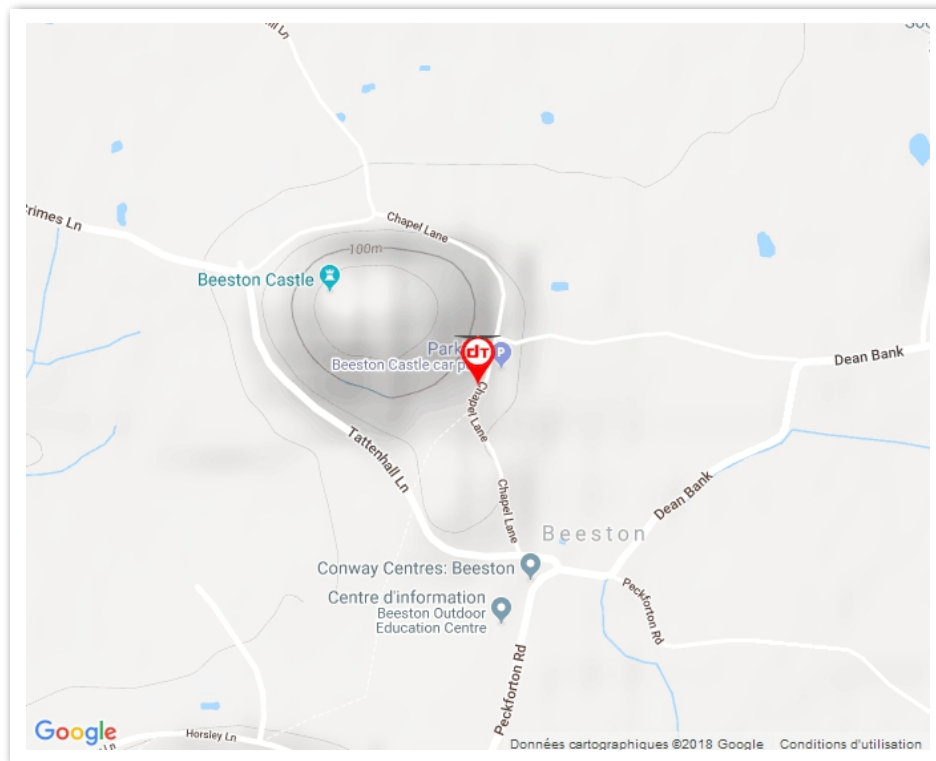 Crimes Ln
Chapel Lane
100m
Beeston Castle
Beeston Castle car
dT
P
Dean Bank
Chapel Lane
Tattenhall Ln
Chapel Lane
Dean Bank
Beeston
Conway Centres: Beeston
Centre d'information
Beeston Outdoor
Education Centre
Peckforton Rd
Peckforton Rd
Horsley Ln
Google
Données cartographiques ©2018 Google Conditions d'utilisation